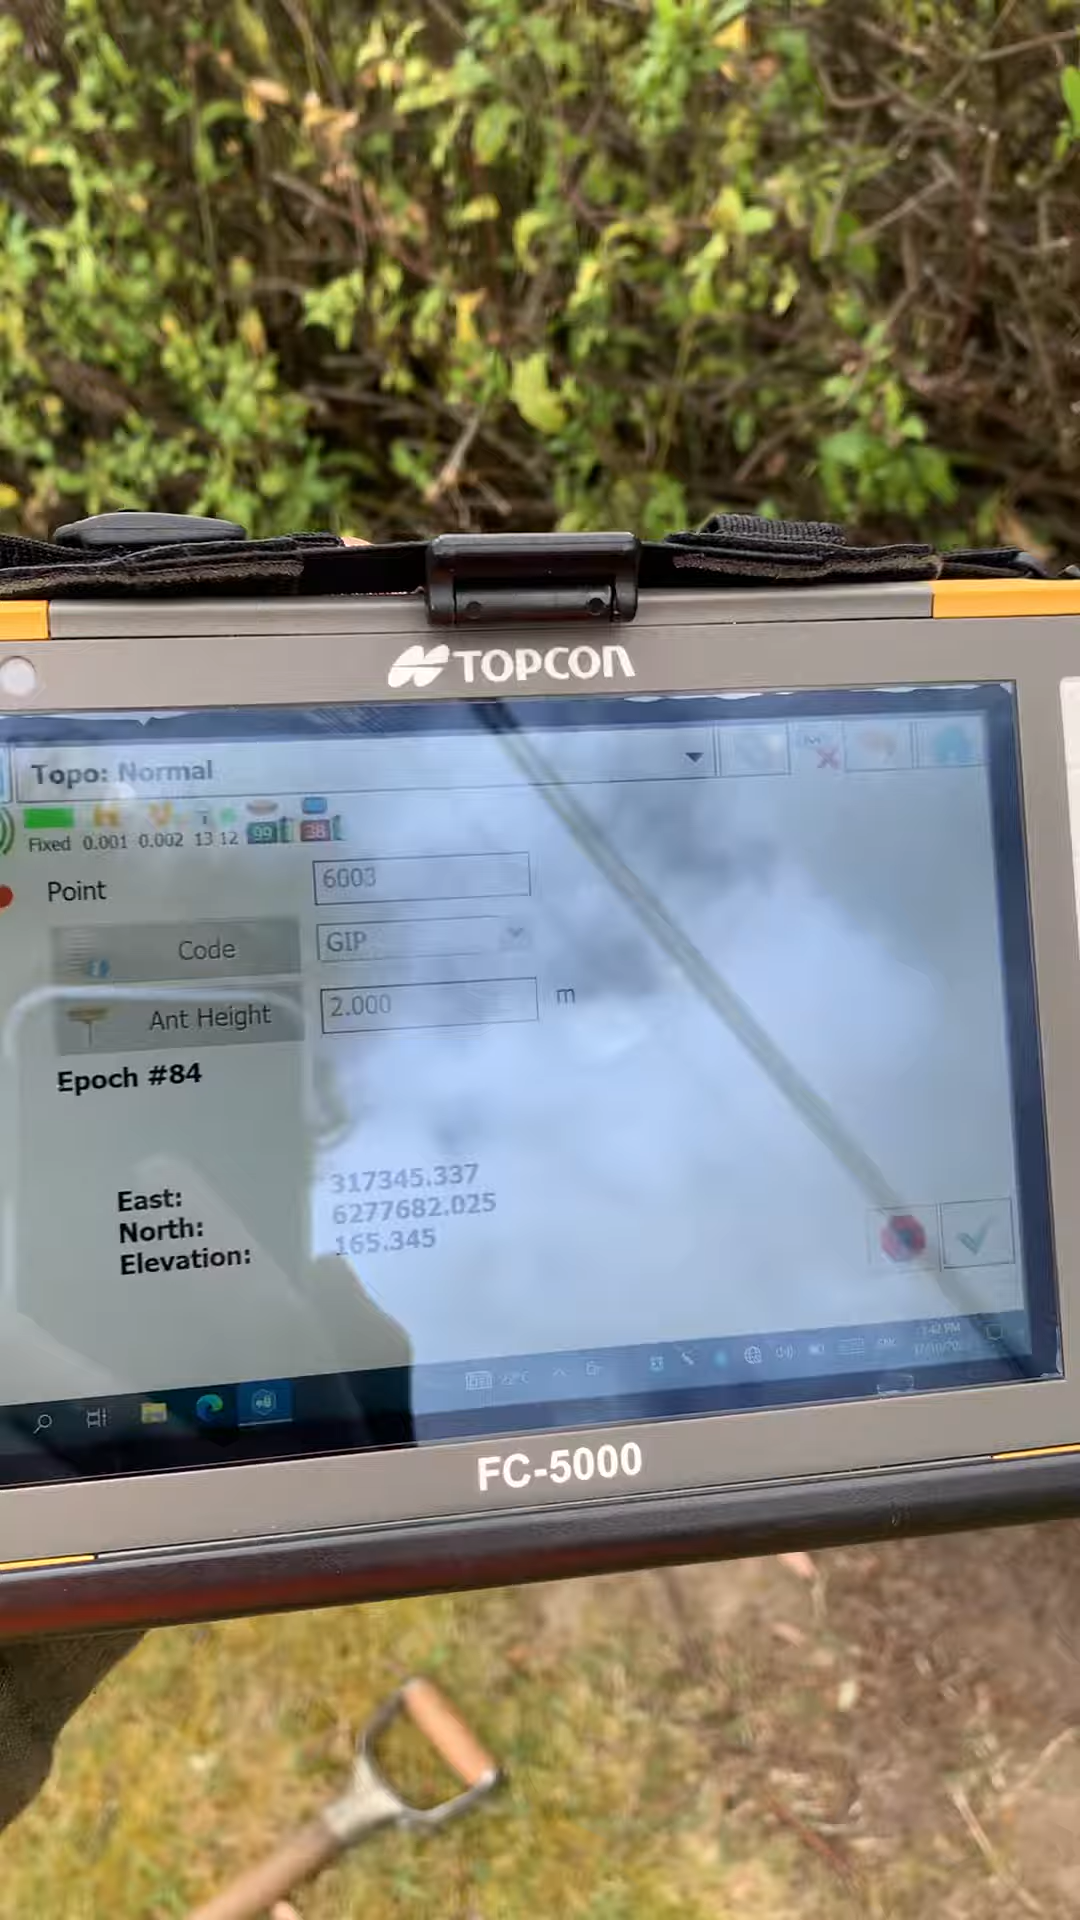 TOPCON
Topo: Normal
Fixed 0.001 0.002 13 12 99 38
Point 6003
Code GIP
Ant Height 2.000 m
Epoch #84
East: 317345.337
North: 6277682.025
Elevation: 165.345
22°C
FC-5000